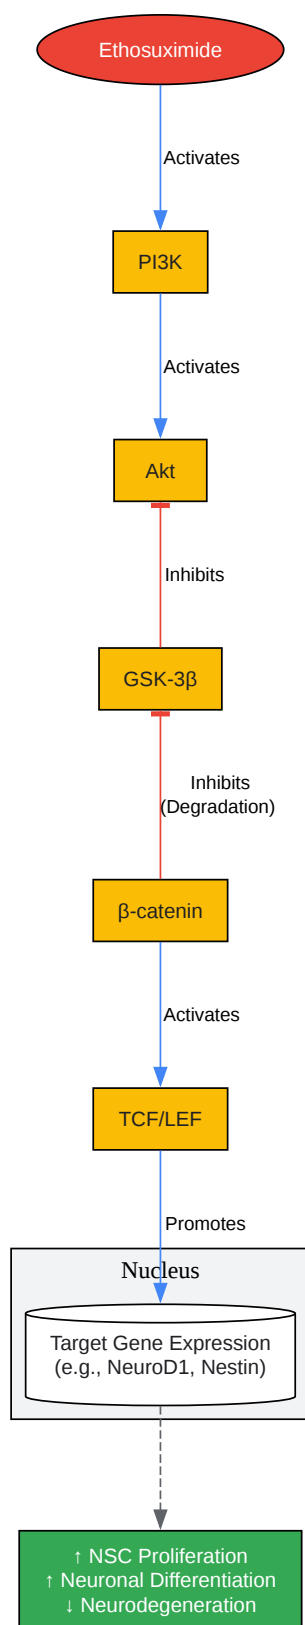 Ethosuximide
Activates
PI3K
Activates
Akt
Inhibits
GSK-3β
Inhibits
(Degradation)
β-catenin
Activates
TCF/LEF
Promotes
Nucleus
Target Gene Expression
(e.g., NeuroD1, Nestin)
↑ NSC Proliferation
↑ Neuronal Differentiation
↓ Neurodegeneration